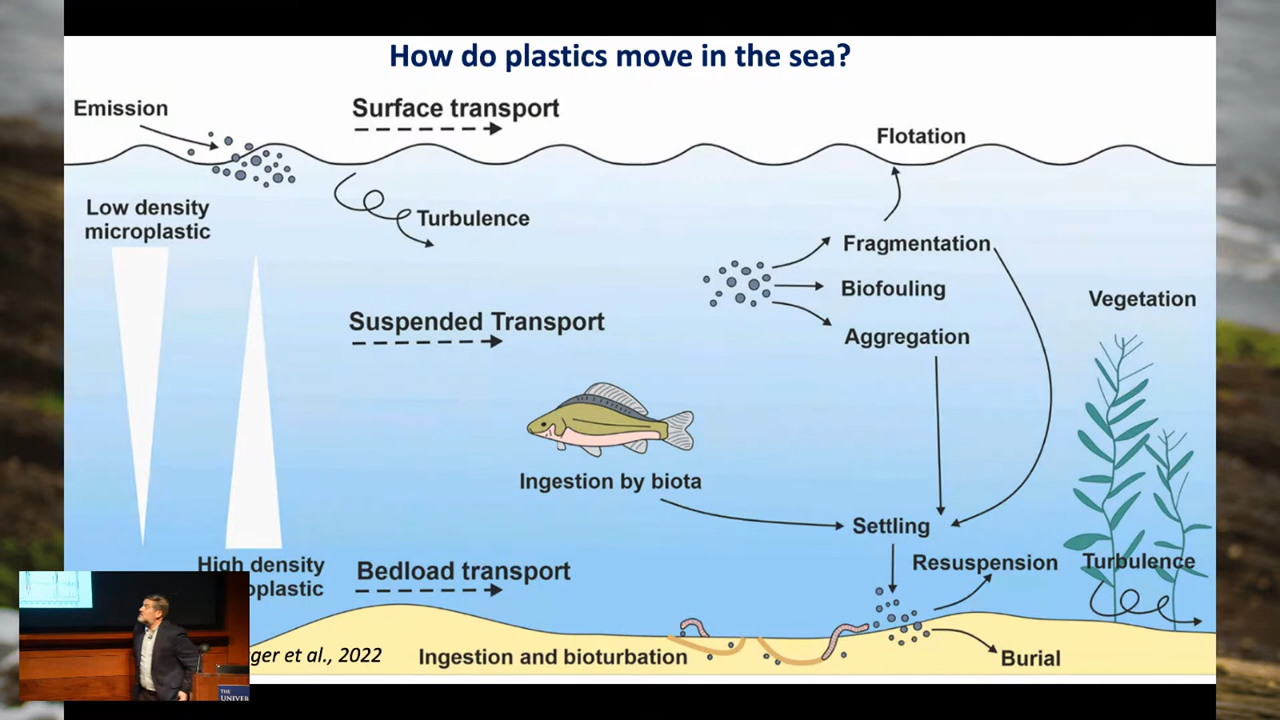 How do plastics move in the sea?
Emission
Surface transport
Flotation
Low density
microplastic
Turbulence
Fragmentation
Biofouling
Aggregation
Vegetation
Suspended Transport
Ingestion by biota
Settling
Resuspension
Turbulence
High density
Bedload transport
et al., 2022
Ingestion and bioturbation
Burial
THE